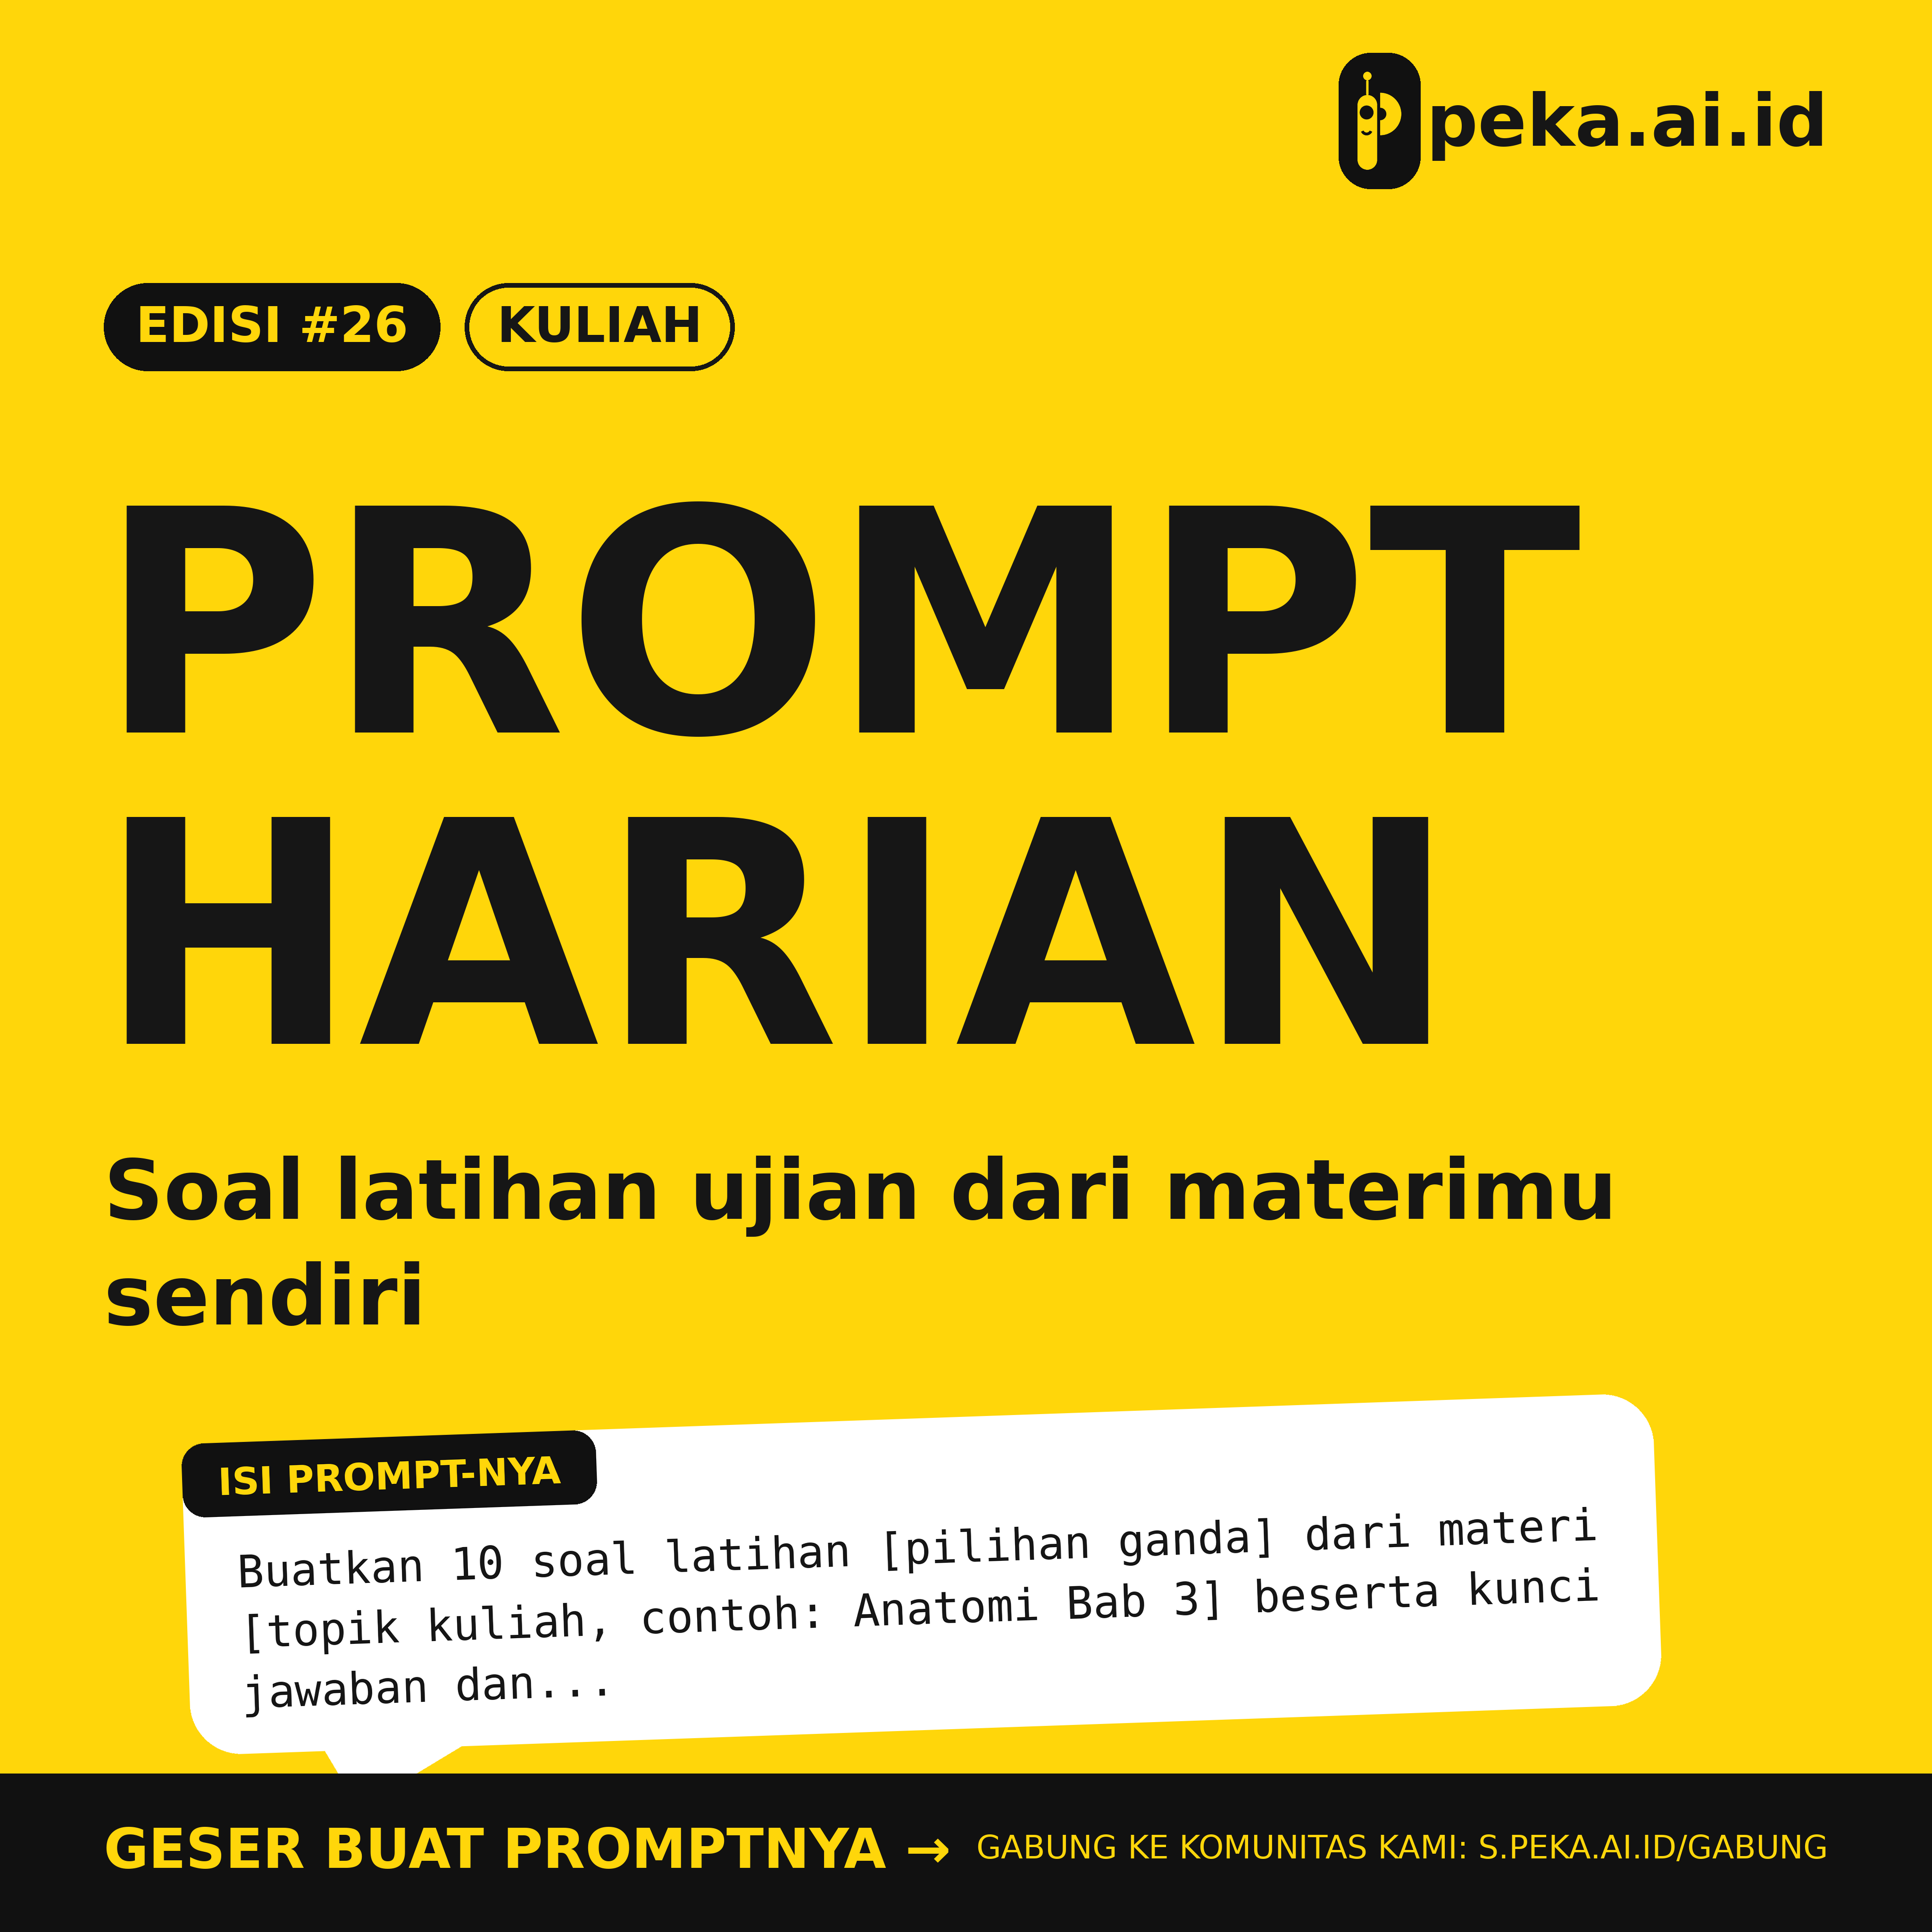 peka.ai.id
EDISI #26
KULIAH
PROMPT
HARIAN
Soal latihan ujian dari materimu
sendiri
ISI PROMPT-NYA
Buatkan 10 soal latihan [pilihan ganda] dari materi
[topik kuliah, contoh: Anatomi Bab 3] beserta kunci
jawaban dan...
GESER BUAT PROMPTNYA →
GABUNG KE KOMUNITAS KAMI: S.PEKA.AI.ID/GABUNG